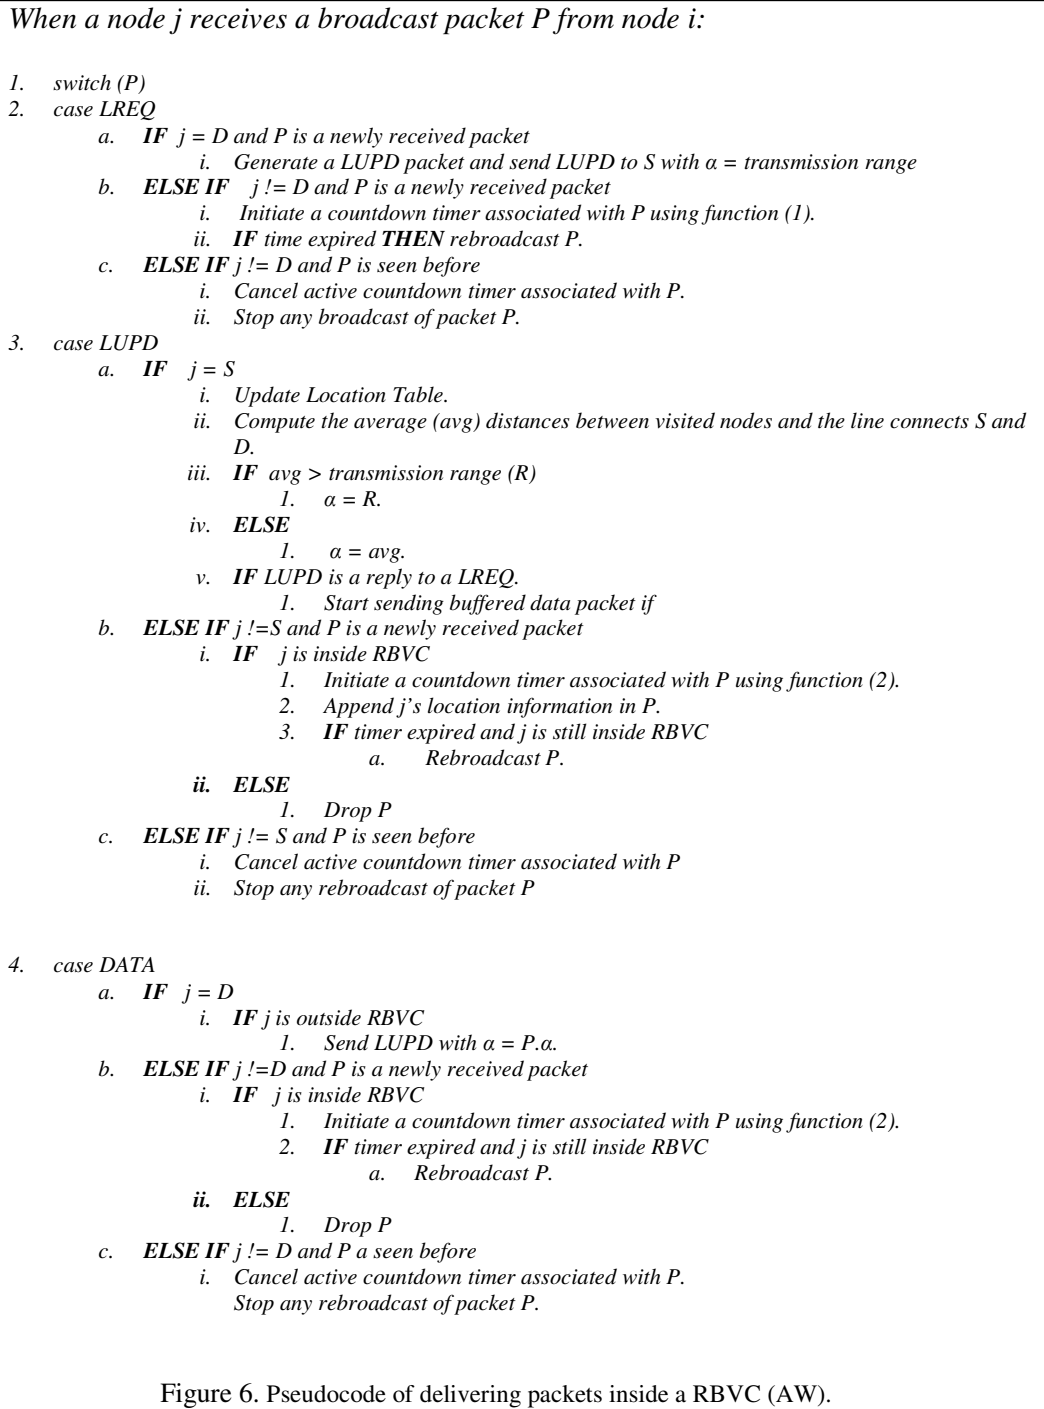 When a node j receives a broadcast packet P from node i:
1. switch (P)
2. case LREQ
a. IF j = D and P is a newly received packet
i. Generate a LUPD packet and send LUPD to S with α = transmission range
b. ELSE IF j != D and P is a newly received packet
i. Initiate a countdown timer associated with P using function (1).
ii. IF time expired THEN rebroadcast P.
c. ELSE IF j != D and P is seen before
i. Cancel active countdown timer associated with P.
ii. Stop any broadcast of packet P.
3. case LUPD
a. IF j = S
i. Update Location Table.
ii. Compute the average (avg) distances between visited nodes and the line connects S and
D.
iii. IF avg > transmission range (R)
1. α = R.
iv. ELSE
1. α = avg.
v. IF LUPD is a reply to a LREQ.
1. Start sending buffered data packet if
b. ELSE IF j !=S and P is a newly received packet
i. IF j is inside RBVC
1. Initiate a countdown timer associated with P using function (2).
2. Append j's location information in P.
3. IF timer expired and j is still inside RBVC
a. Rebroadcast P.
ii. ELSE
1. Drop P
c. ELSE IF j != S and P is seen before
i. Cancel active countdown timer associated with P
ii. Stop any rebroadcast of packet P
4. case DATA
a. IF j = D
i. IF j is outside RBVC
1. Send LUPD with α = P.α.
b. ELSE IF j !=D and P is a newly received packet
i. IF j is inside RBVC
1. Initiate a countdown timer associated with P using function (2).
2. IF timer expired and j is still inside RBVC
a. Rebroadcast P.
ii. ELSE
1. Drop P
c. ELSE IF j != D and P a seen before
i. Cancel active countdown timer associated with P.
Stop any rebroadcast of packet P.
Figure 6. Pseudocode of delivering packets inside a RBVC (AW).